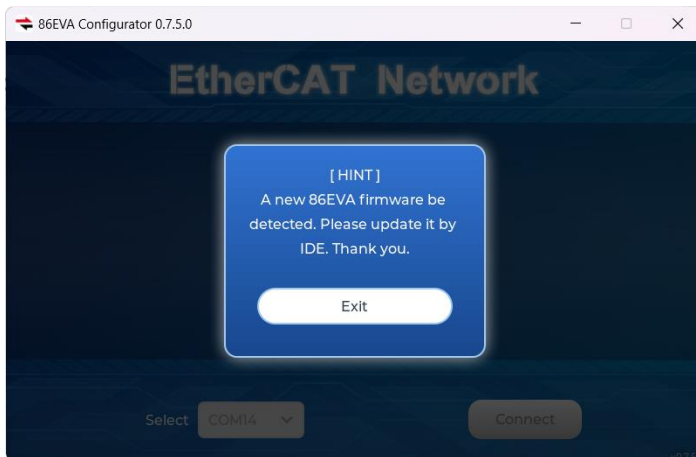 86EVA Configurator 0.7.5.0
EtherCAT Network
[ HINT ]
A new 86EVA firmware be
detected. Please update it by
IDE. Thank you.
Exit
Select COM14 Connect